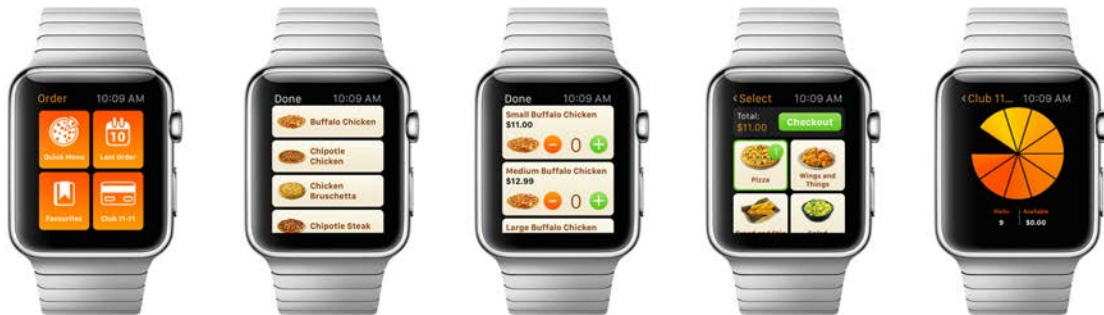 Order 10:09 AM
Quick Menu
Last Order
10
Favourites
Club 11-11
Done 10:09 AM
Buffalo Chicken
Chipotle
Chicken
Chicken
Bruschetta
Chipotle Steak
Done 10:09 AM
Small Buffalo Chicken
$11.00
0
Medium Buffalo Chicken
$12.99
0
Large Buffalo Chicken
<Select 10:09 AM
Total:
$11.00
Checkout
1
Pizza
Wings and
Things
<Club 11... 10:09 AM
Visits
9
Available
$0.00